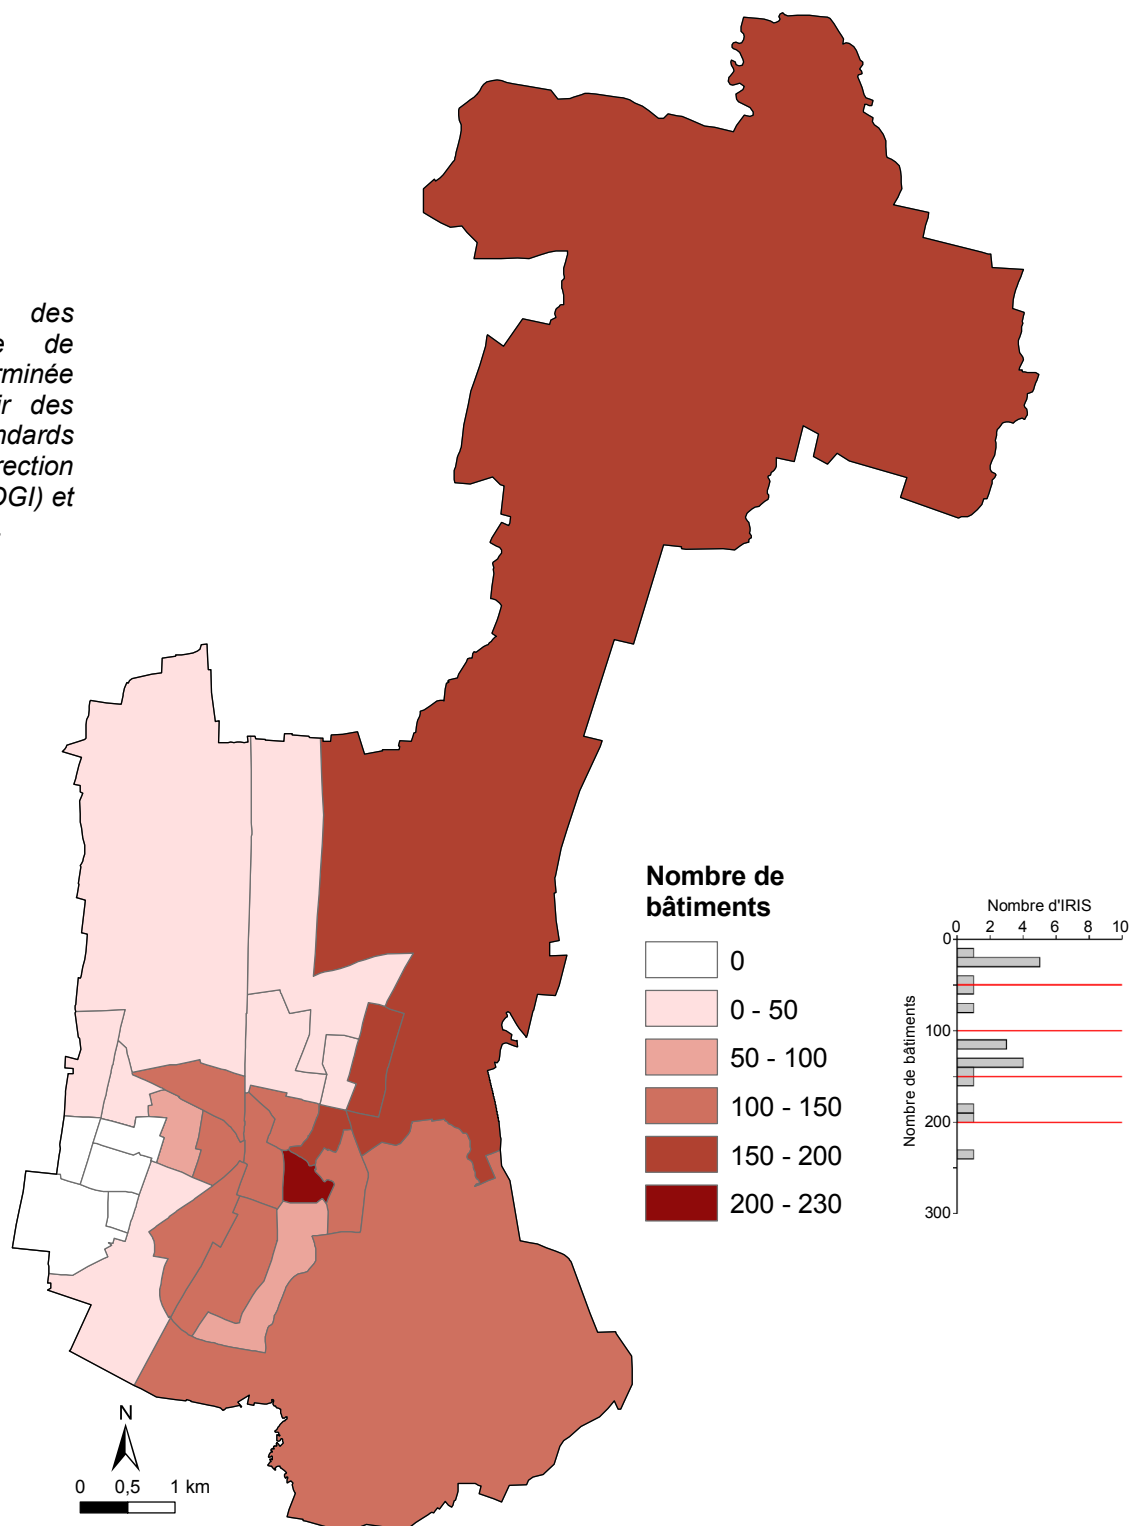 des
de
rminée
ir des
ndards
rection
OGI) et
Nombre de
bâtiments
0
0 - 50
50 - 100
100 - 150
150 - 200
200 - 230
Nombre d'IRIS
0 2 4 6 8 10
0
100
200
300
Nombre de bâtiments
N
0 0,5 1 km